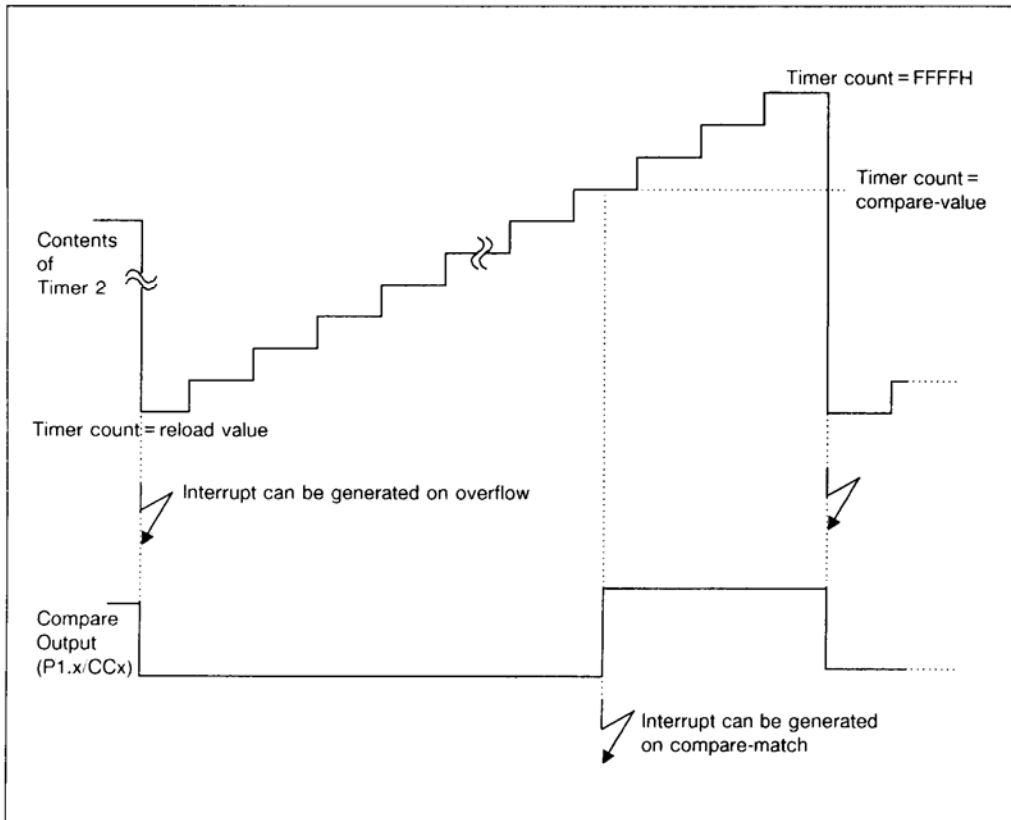 Timer count = FFFFH
Timer count =
compare-value
Contents
of
Timer 2
Timer count = reload value
Interrupt can be generated on overflow
Compare
Output
(P1.x/CCx)
Interrupt can be generated
on compare-match